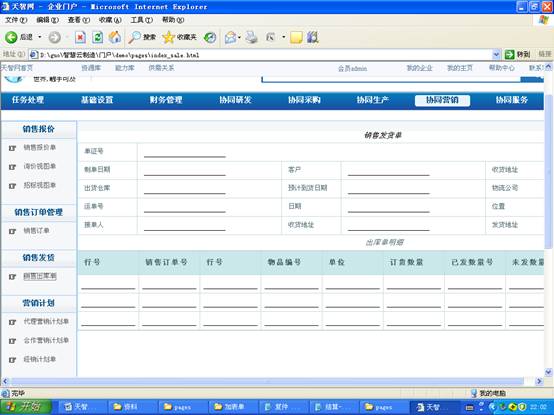 天智网 - 企业门户 - Microsoft Internet Explorer
文件(F) 编辑(E) 查看(V) 收藏(A) 工具(T) 帮助(H)
后退 搜索 收藏夹
地址(D) D:\guo\智慧云制造\门户\demo\pages\index_sale.html 转到 链接
天智网首页 资源库 能力库 供需关系 会员admin 我的企业 我的主页 帮助中心 联系
世界,触手可及
任务处理 基础设置 财务管理 协同研发 协同采购 协同生产 协同营销 协同服务
销售报价
销售报价单
询价视图单
招标视图单
销售订单管理
销售订单
销售发货
销售出库单
营销计划
代理营销计划单
合作营销计划单
经销计划单
销售发货单
单证号
制单日期 客户 收货地址
出货仓库 预计到货日期 物流公司
运单号 日期 位置
接单人 收货地址 发货地址
出库单明细
行号 销售订单号 行号 物品编号 单位 订货数量 已发数量号 未发数量
完毕 我的电脑
开始 天智... 资料 pages 加表单 复件 ... 结算-... pages 天智... 22:02